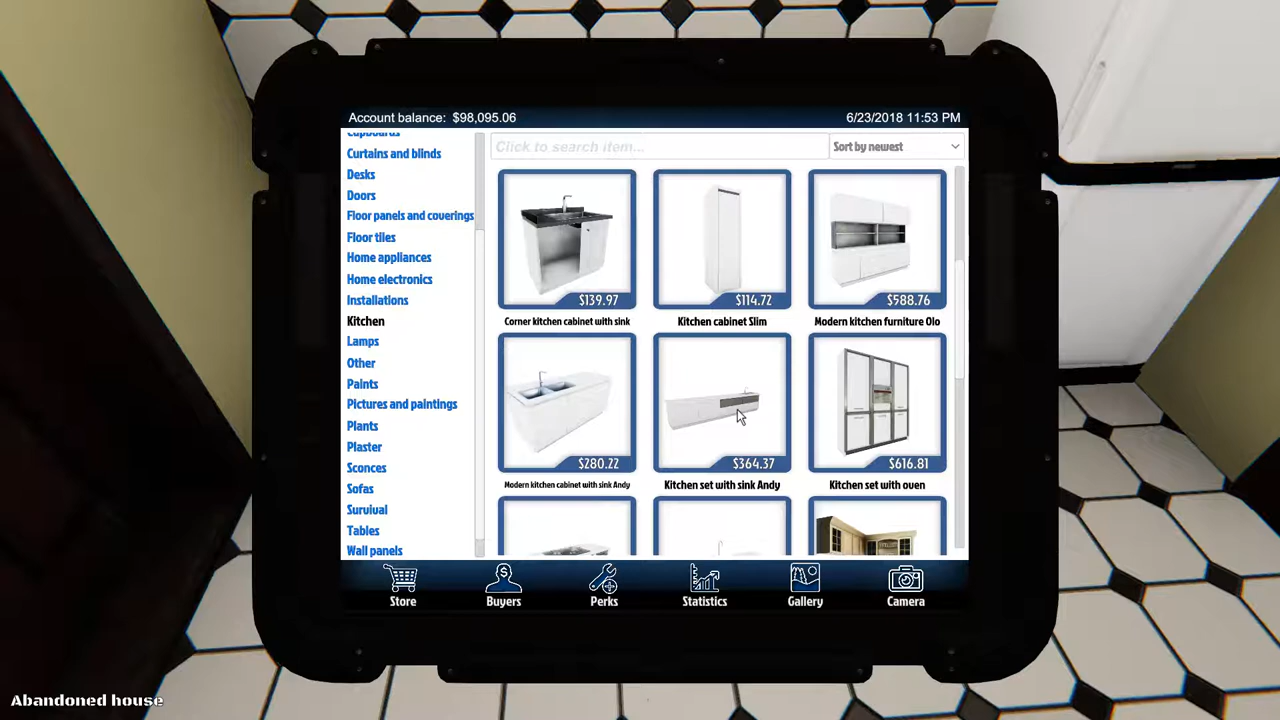 Account balance: $98,095.06
6/23/2018 11:53 PM
Cupboards
Curtains and blinds
Desks
Doors
Floor panels and coverings
Floor tiles
Home appliances
Home electronics
Installations
Kitchen
Lamps
Other
Paints
Pictures and paintings
Plants
Plaster
Sconces
Sofas
Survival
Tables
Wall panels
Click to search item...
Sort by newest
$139.97
$114.72
$588.76
Corner kitchen cabinet with sink
Kitchen cabinet Slim
Modern kitchen furniture Olo
$280.22
$364.37
$616.81
Modern kitchen cabinet with sink Andy
Kitchen set with sink Andy
Kitchen set with oven
Store
Buyers
Perks
Statistics
Gallery
Camera
Abandoned house